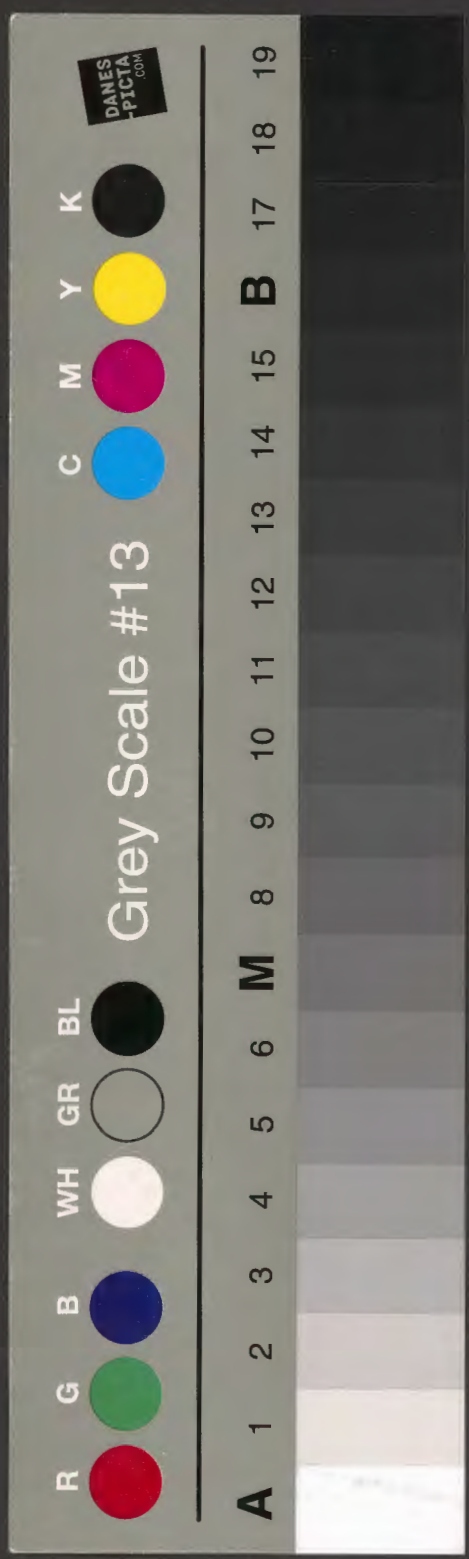 R G B WH GR BL C M Y K
Grey Scale #13
DANES
-PICTA
.COM
A 1 2 3 4 5 6 M 8 9 10 11 12 13 14 15 B 17 18 19